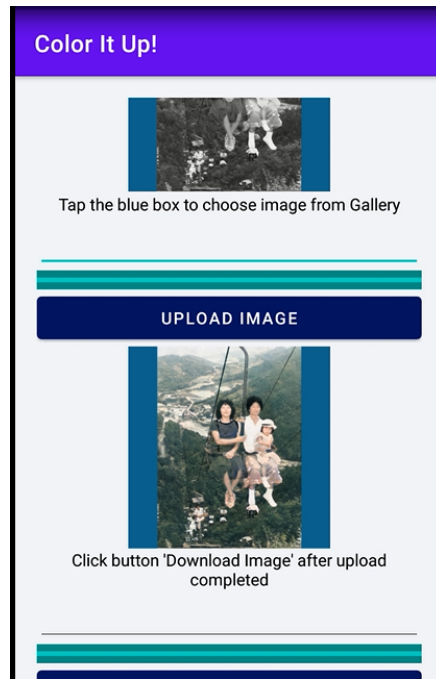 Color It Up!
Tap the blue box to choose image from Gallery
UPLOAD IMAGE
Click button 'Download Image' after upload
completed